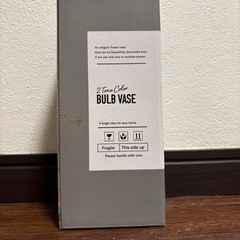 An elegant flower vase
that can be beautifully decorated even
if you put only one or multiple pieces.
2 Tone Color
BULB VASE
A bright idea for your home.
Fragile
This side up
Please handle with care